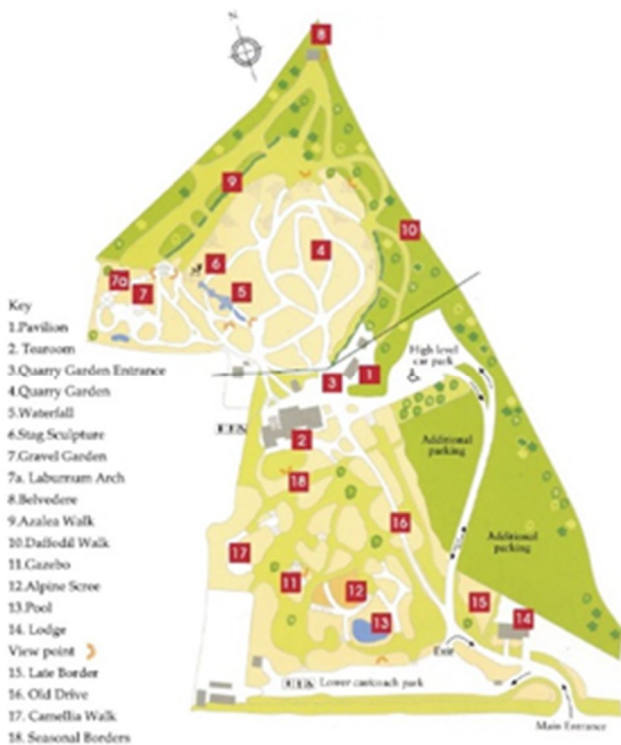 N
8
9
10
4
6
7a
7
5
Key
1.Pavilion
2. Tearoom
3.Quarry Garden Entrance
4.Quarry Garden
5.Waterfall
6.Stag Sculpture
7.Gravel Garden
7a. Laburnum Arch
8.Belvedere
9.Azalea Walk
10.Daffodil Walk
11.Gazebo
12.Alpine Scree
13.Pool
14. Lodge
View point
15. Late Border
16. Old Drive
17. Camellia Walk
18. Seasonal Borders
High level
car park
1
3
2
Additional
parking
18
16
17
Additional
parking
11
12
15
13
14
Exit
Lower car/coach park
Main Entrance